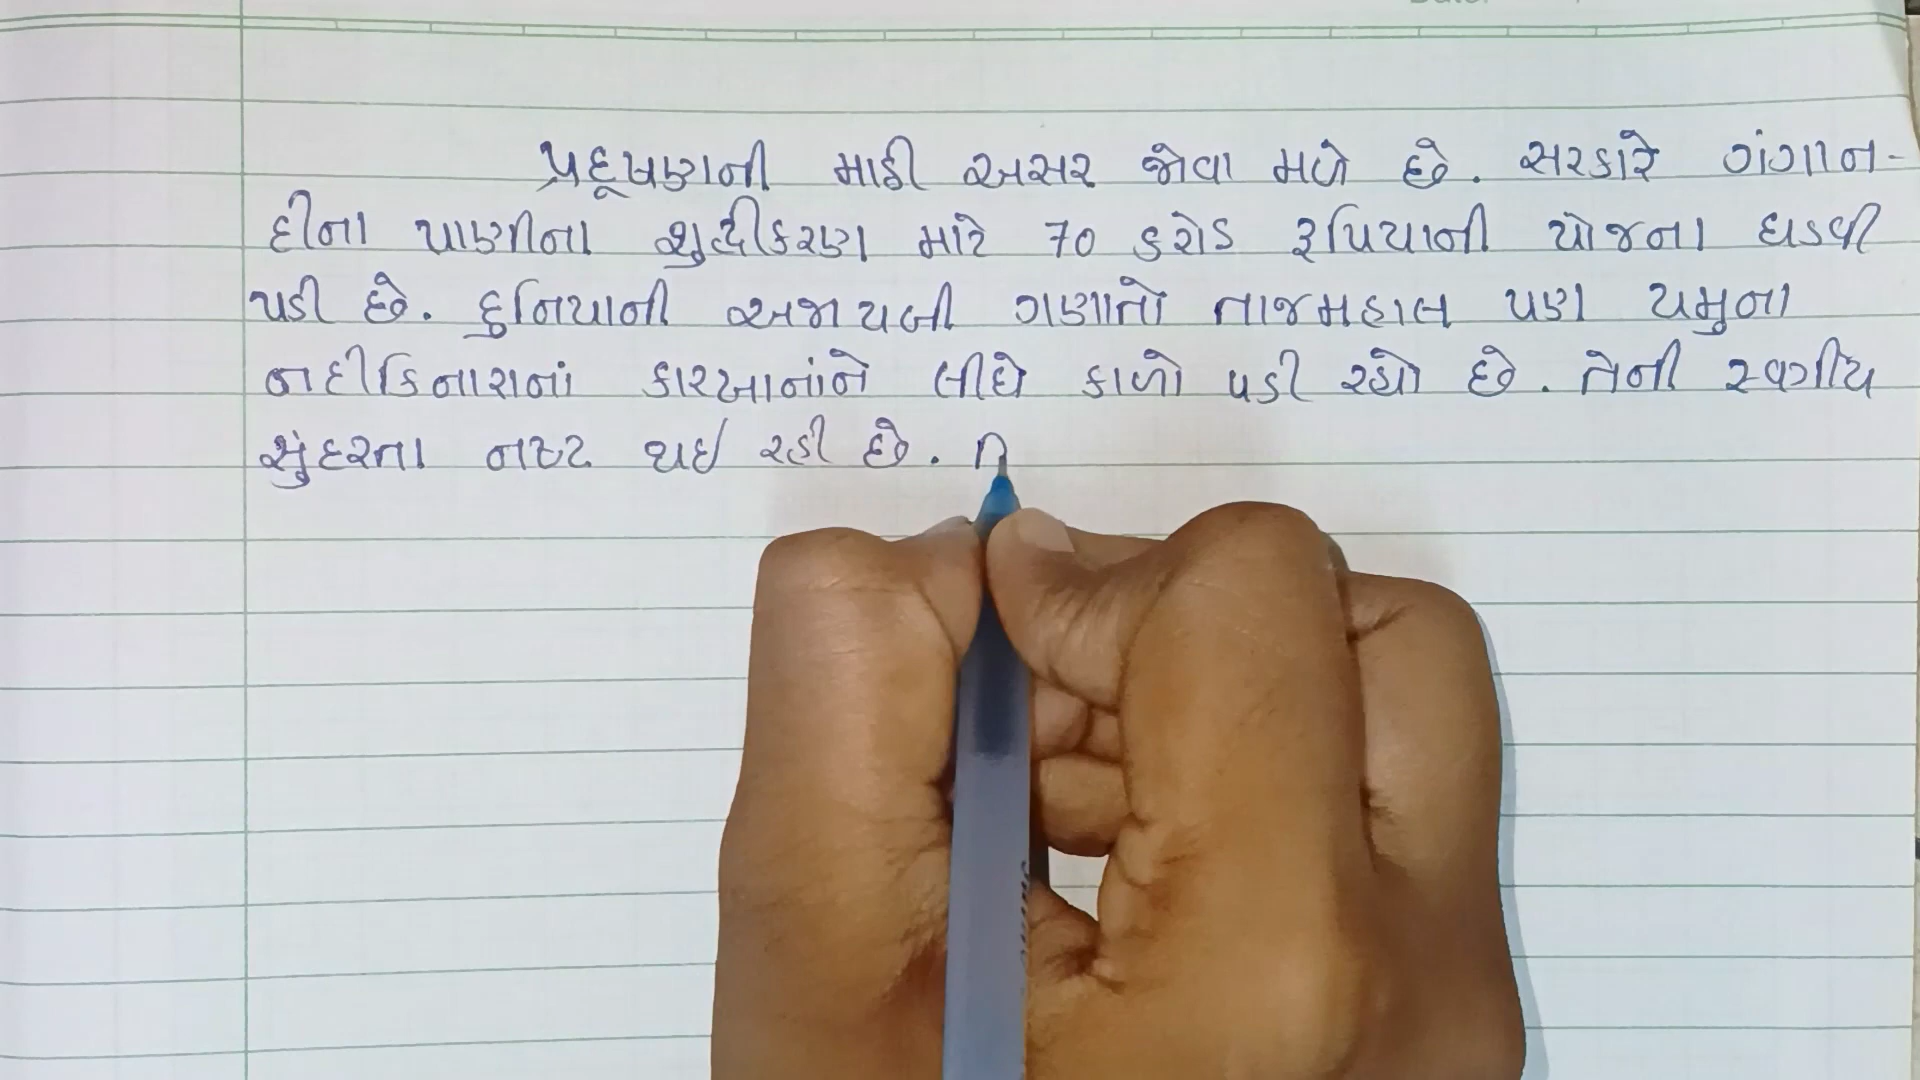 પ્રદૂષણની માઠી અસર જોવા મળે છે. સરકારે ગંગાન-
દીના પાણીના શુદ્દીકરણ માટે 70 કરોડ રૂપિયાની યોજના ઘડવી
પડી છે. દુનિયાની અજાયબી ગણાતો તાજમહાલ પણ યમુના
નદીકિનારાનાં કારખાનાંને લીધે કાળો પડી રહ્યો છે. તેની સ્વર્ગીય
સુંદરતા નષ્ટ થઇ રહી છે.